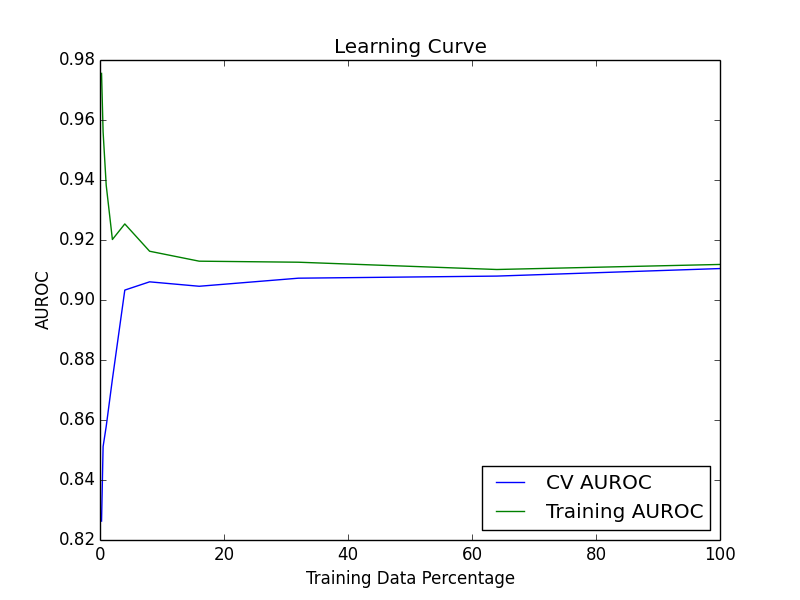 Learning Curve
0.98
0.96
0.94
0.92
0.90
0.88
0.86
0.84
0.82
AUROC
0 20 40 60 80 100
Training Data Percentage
CV AUROC
Training AUROC